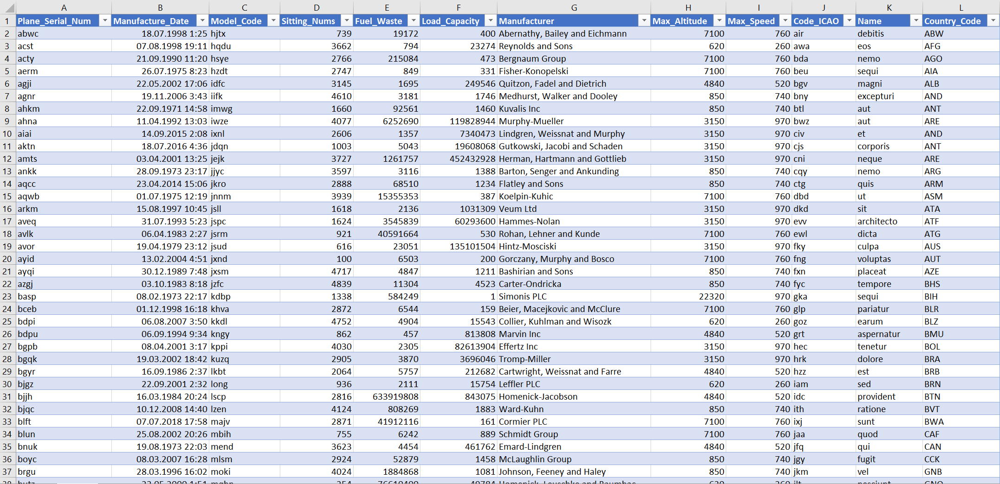 A B C D E F G H I J K L
1 Plane_Serial_Num Manufacture_Date Model_Code Sitting_Nums Fuel_Waste Load_Capacity Manufacturer Max_Altitude Max_Speed Code_ICAO Name Country_Code
2 abwc 18.07.1998 1:25 hjtx 739 19172 400 Abernathy, Bailey and Eichmann 7100 760 air debitis ABW
3 acst 07.08.1998 19:11 hqdu 3662 794 23274 Reynolds and Sons 620 260 awa eos AFG
4 acty 21.09.1990 11:20 hsye 2766 215084 473 Bergnaum Group 7100 760 bda nemo AGO
5 aerm 26.07.1975 8:23 hzdt 2747 849 331 Fisher-Konopelski 7100 760 beu sequi AIA
6 agji 22.05.2002 17:06 idfc 3145 1695 249546 Quitzon, Fadel and Dietrich 4840 520 bgv magni ALB
7 agnr 19.11.2006 3:43 iifk 4610 3181 1746 Medhurst, Walker and Dooley 850 740 bny excepturi AND
8 ahkm 22.09.1971 14:58 imwg 1660 92561 1460 Kuvalis Inc 850 740 btl aut ANT
9 ahna 11.04.1992 13:03 iwze 4077 6252690 119828944 Murphy-Mueller 3150 970 bwz aut ARE
10 aiai 14.09.2015 2:08 ixnl 2606 1357 7340473 Lindgren, Weissnat and Murphy 3150 970 civ et AND
11 aktn 18.07.2016 4:36 jdqn 1003 5043 19608068 Gutkowski, Jacobi and Schaden 3150 970 cjs corporis ANT
12 amts 03.04.2001 13:25 jejk 3727 1261757 452432928 Herman, Hartmann and Gottlieb 3150 970 cni neque ARE
13 ankk 28.09.1973 23:17 jjyc 3597 3116 1388 Barton, Senger and Ankunding 850 740 cqy nemo ARG
14 aqcc 23.04.2014 15:06 jkro 2888 68510 1234 Flatley and Sons 850 740 ctg quis ARM
15 aqwb 01.07.1975 12:19 jnnm 3939 15355353 387 Koelpin-Kuhic 7100 760 dbd ut ASM
16 arkm 15.08.1997 10:45 jsll 1618 2136 1031309 Veum Ltd 3150 970 dkd sit ATA
17 aveq 31.07.1993 5:23 jspc 1624 3545839 60293600 Hammes-Nolan 3150 970 evv architecto ATF
18 avlk 06.04.1983 2:27 jsrm 921 40591664 530 Rohan, Lehner and Kunde 7100 760 ewl dicta ATG
19 avor 19.04.1979 23:12 jsud 616 23051 135101504 Hintz-Mosciski 3150 970 fky culpa AUS
20 ayid 13.02.2004 4:51 jxnd 100 6503 200 Gorczany, Murphy and Bosco 7100 760 fng voluptas AUT
21 ayqi 30.12.1989 7:48 jxsm 4717 4847 1211 Bashirian and Sons 850 740 fxn placeat AZE
22 azgj 03.10.1983 8:18 jzfc 4839 11304 4523 Carter-Ondricka 850 740 fyc tempore BHS
23 basp 08.02.1973 22:17 kdbp 1338 584249 1 Simonis PLC 22320 970 gka sequi BIH
24 bceb 01.12.1998 16:18 khva 2872 6544 159 Beier, Macejkovic and McClure 7100 760 glp pariatur BLR
25 bdpi 06.08.2007 3:50 kkdl 4752 4904 15543 Collier, Kuhlman and Wisozk 620 260 goz earum BLZ
26 bdpu 06.09.1994 9:34 kngy 862 457 813808 Marvin Inc 4840 520 grt aspernatur BMU
27 bgpb 08.04.2001 3:17 kppi 4030 2305 82613904 Effertz Inc 3150 970 hec tenetur BOL
28 bgqk 19.03.2002 18:42 kuzq 2905 3870 3696046 Tromp-Miller 3150 970 hrk dolore BRA
29 bgyr 16.09.1986 2:37 lkbt 2064 5757 212682 Cartwright, Weissnat and Farre 4840 520 hzz est BRB
30 bjgz 22.09.2001 2:32 long 936 2111 15754 Leffler PLC 620 260 iam sed BRN
31 bjjh 16.03.1984 20:24 lscp 2816 633919808 843075 Homenick-Jacobson 4840 520 idc provident BTN
32 bjqc 10.12.2008 14:40 lzen 4124 808269 1883 Ward-Kuhn 850 740 ith ratione BVT
33 blft 07.07.2018 17:58 majv 2871 41912116 161 Cormier PLC 7100 760 ixj sunt BWA
34 blun 25.08.2002 20:26 mbih 755 6242 889 Schmidt Group 7100 760 jaa quod CAF
35 bnuk 19.08.1973 22:03 mend 3623 4454 461762 Emard-Lindgren 4840 520 jfq qui CAN
36 boyc 08.03.2007 16:28 mlsm 2924 52879 1458 McLaughlin Group 850 740 jgy fugit CCK
37 brgu 28.03.1996 16:02 moki 4024 1884868 1081 Johnson, Feeney and Haley 850 740 jkm vel GNB